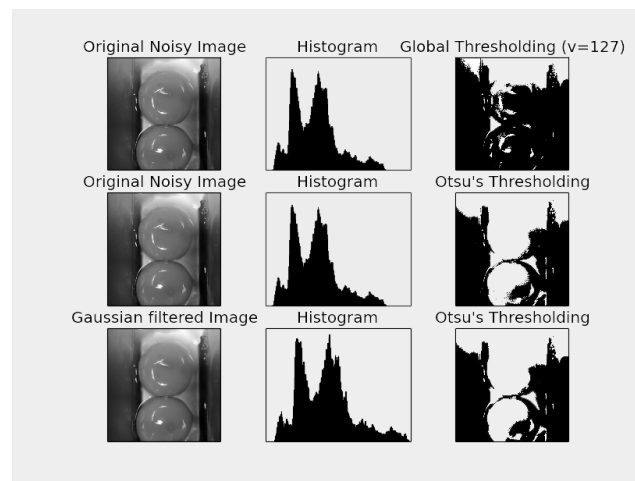 Original Noisy Image Histogram Global Thresholding (v=127)
Original Noisy Image Histogram Otsu's Thresholding
Gaussian filtered Image Histogram Otsu's Thresholding